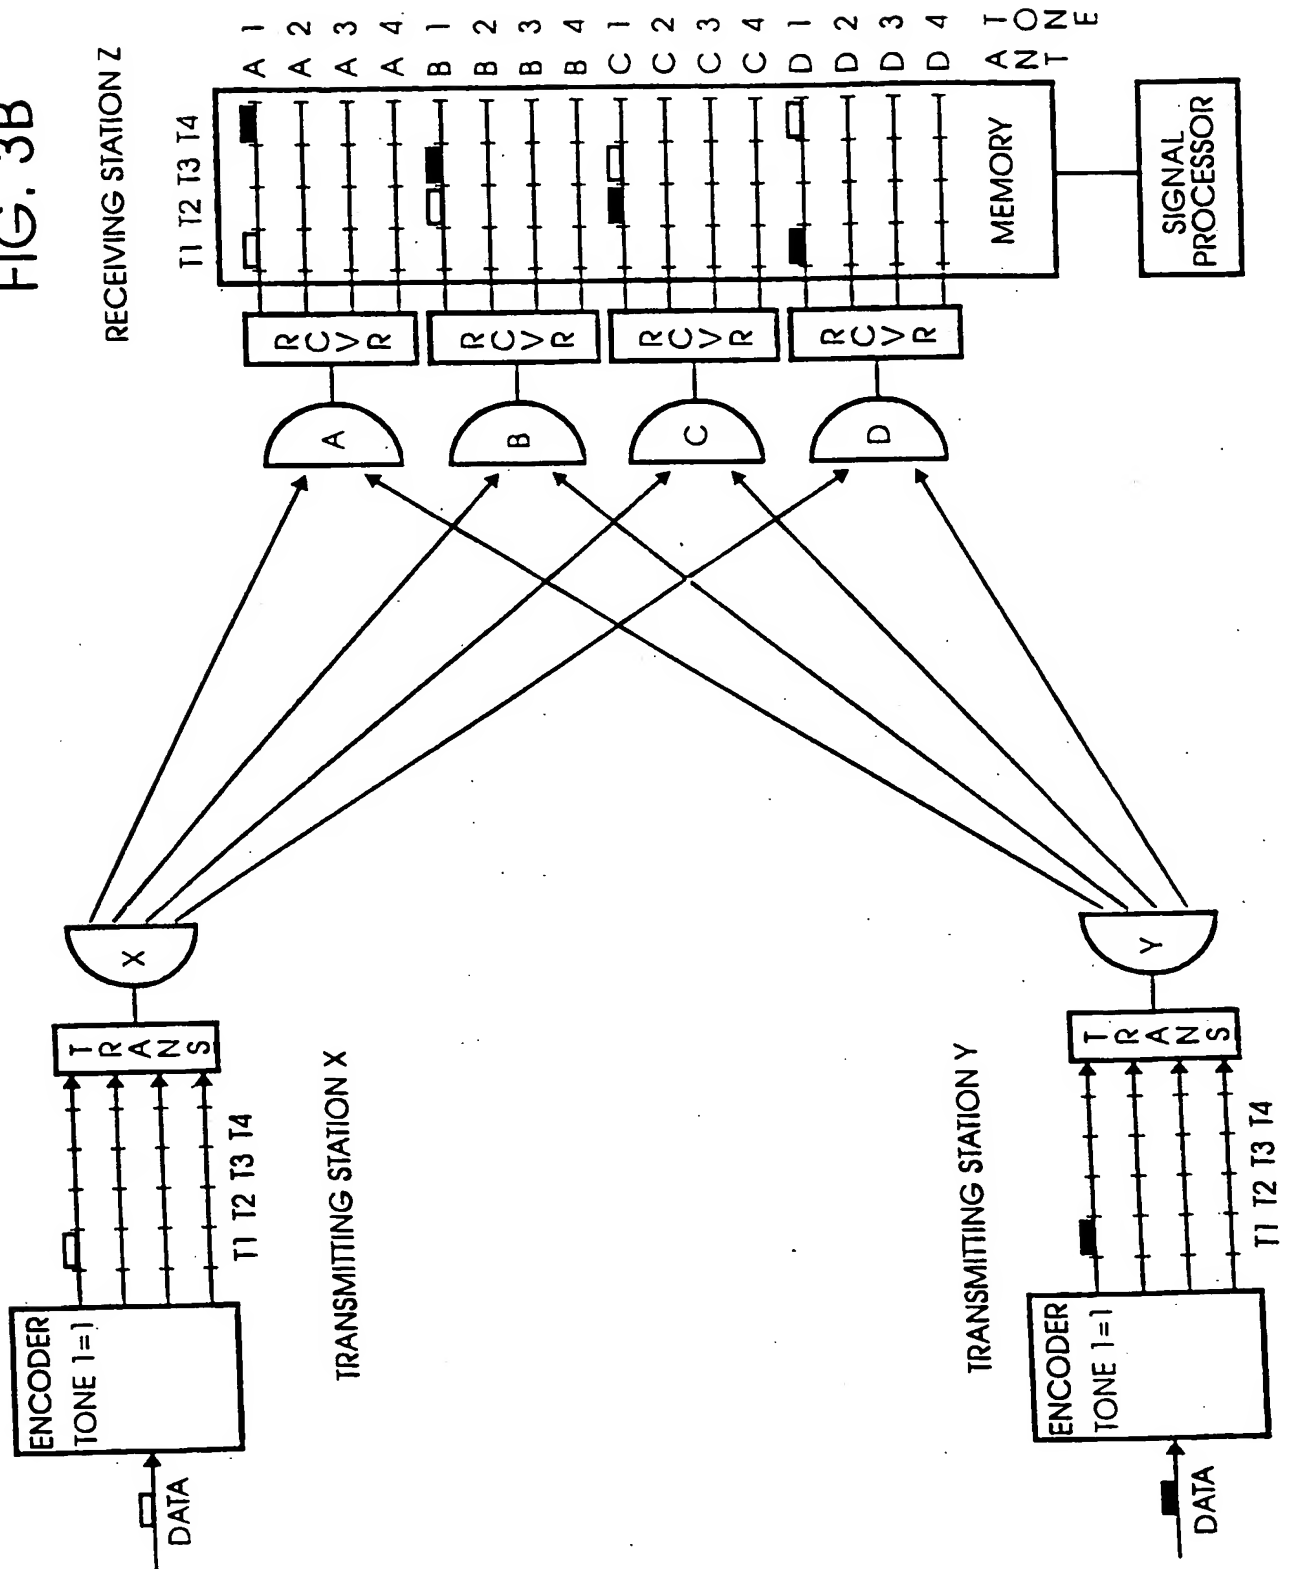 FIG. 3B
RECEIVING STATION Z
T1 T2 T3 T4
A 1
A 2
A 3
A 4
B 1
B 2
B 3
B 4
C 1
C 2
C 3
C 4
D 1
D 2
D 3
D 4
ANT
TONE
RCVR
RCVR
RCVR
RCVR
A
B
C
D
MEMORY
SIGNAL
PROCESSOR
X
TRANS
T1 T2 T3 T4
ENCODER
TONE 1=1
DATA
TRANSMITTING STATION X
Y
TRANS
T1 T2 T3 T4
ENCODER
TONE 1=1
DATA
TRANSMITTING STATION Y